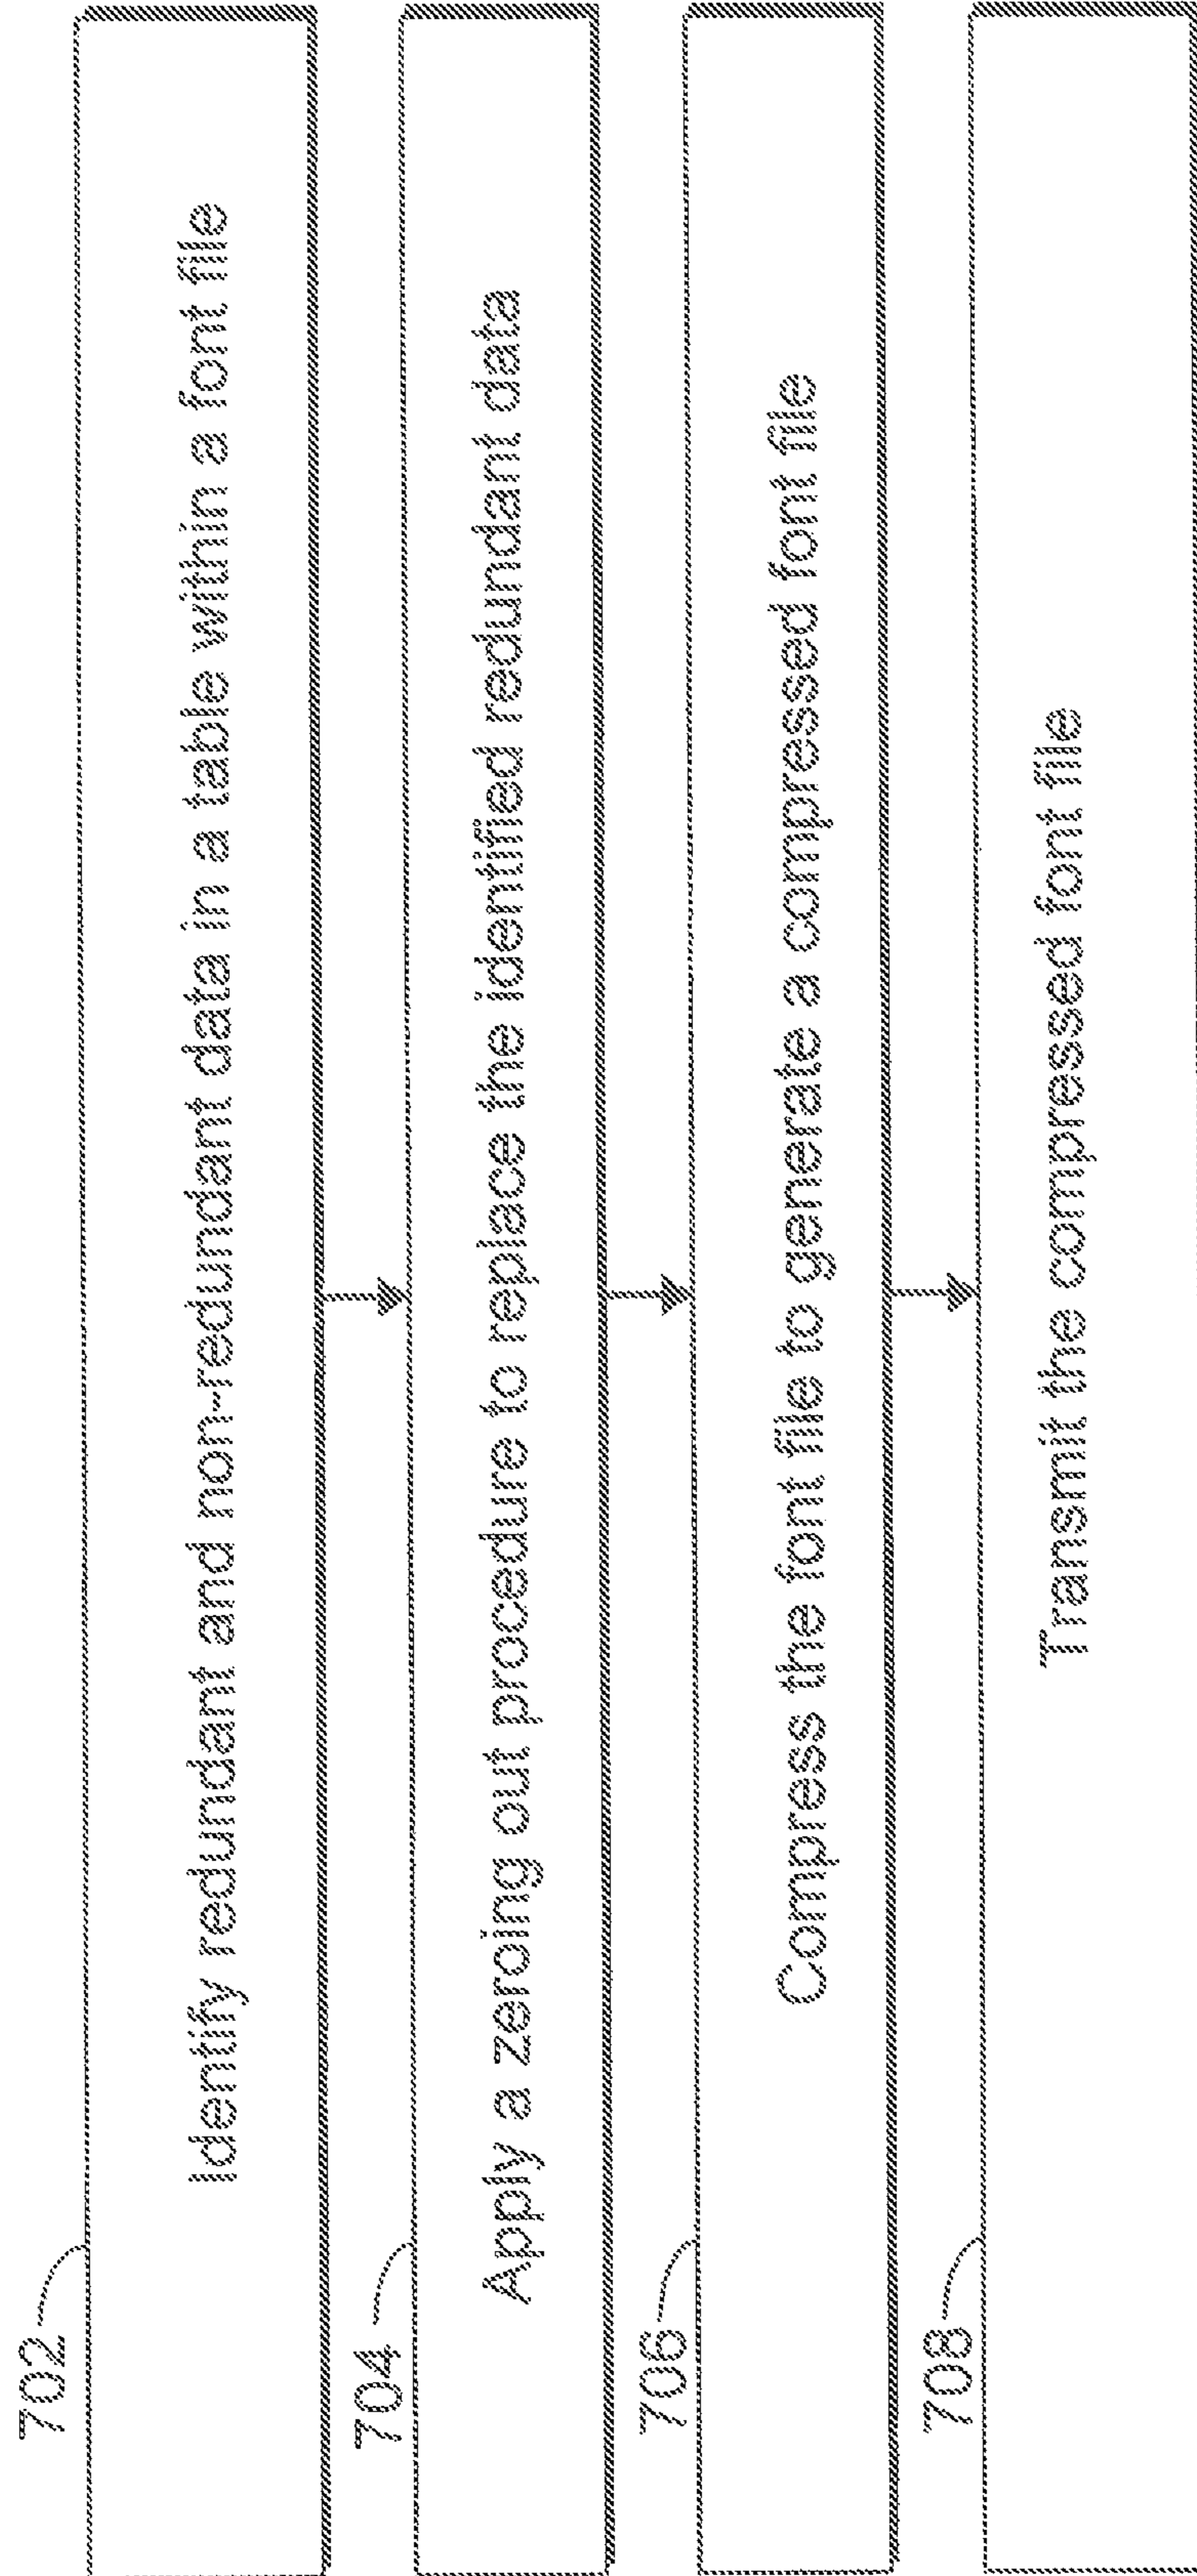 702
Identify redundant and non-redundant data in a table within a font file
704
Apply a zeroing out procedure to replace the identified redundant data
706
Compress the font file to generate a compressed font file
708
Transmit the compressed font file